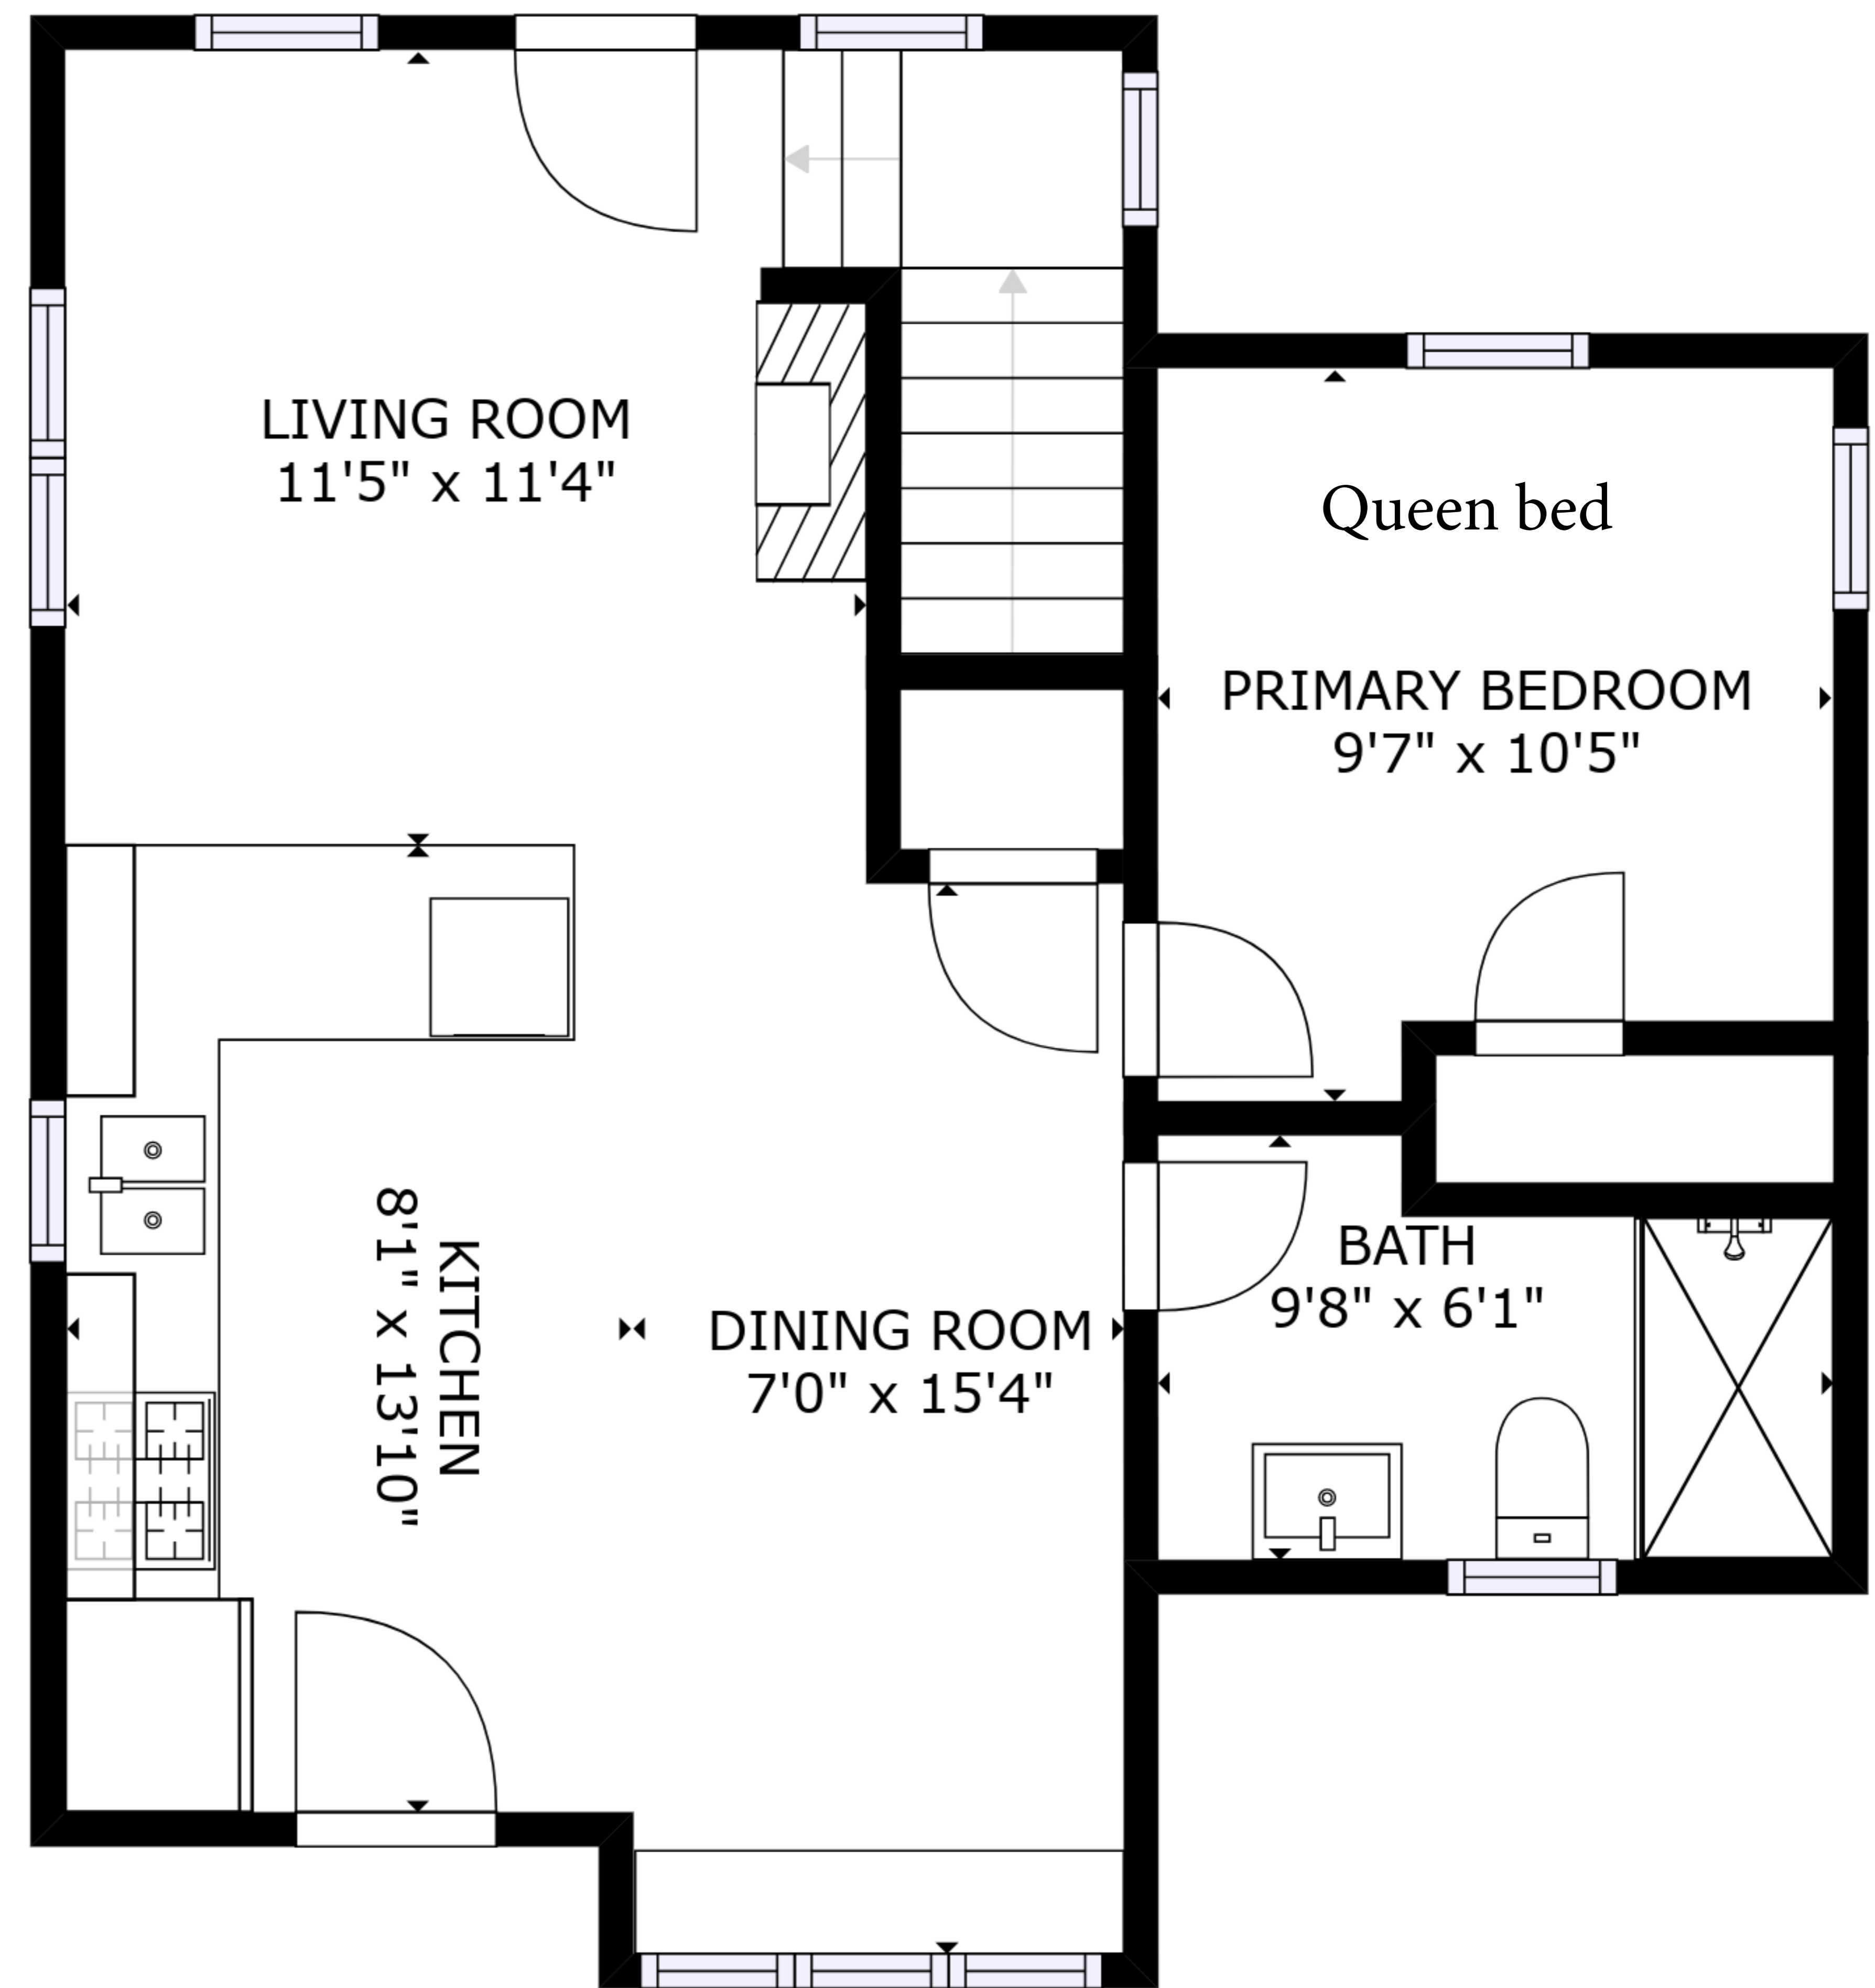 LIVING ROOM
11'5" x 11'4"
Queen bed
PRIMARY BEDROOM
9'7" x 10'5"
KITCHEN
8'1" x 13'10"
DINING ROOM
7'0" x 15'4"
BATH
9'8" x 6'1"